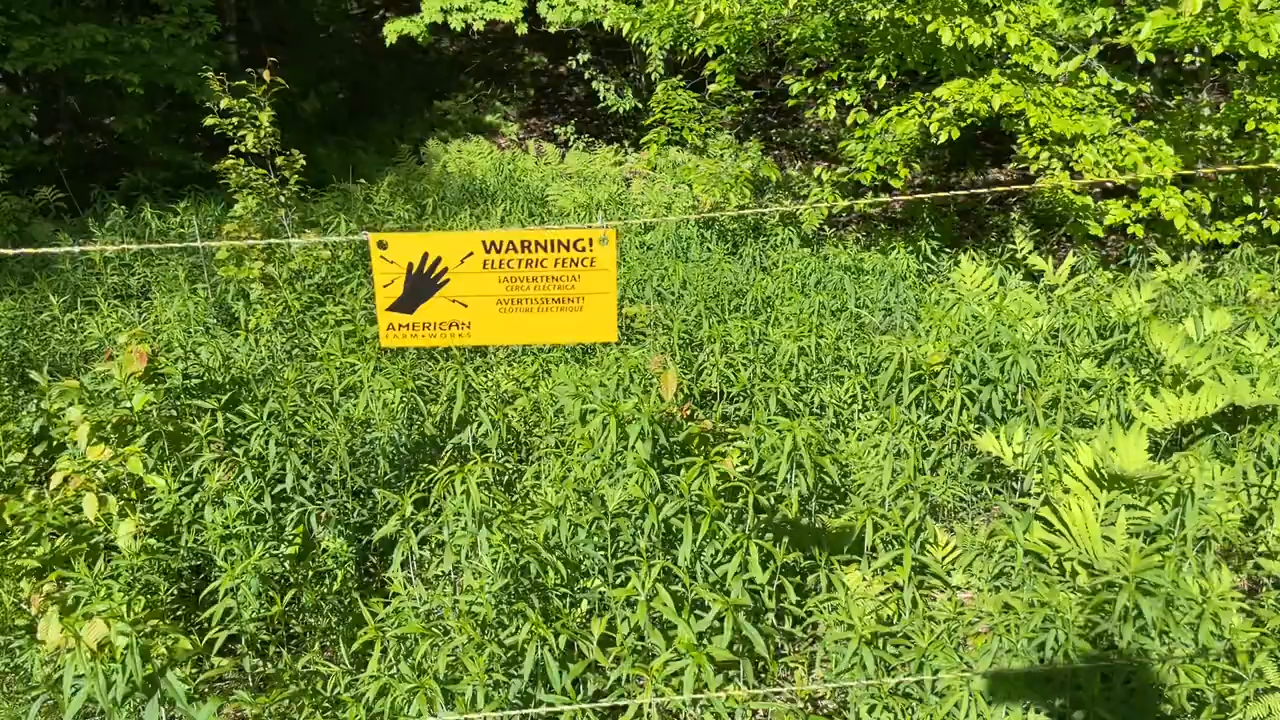 WARNING!
ELECTRIC FENCE
¡ADVERTENCIA!
CERCA ELÉCTRICA
AVERTISSEMENT!
CLÔTURE ÉLECTRIQUE
AMERICAN
FARM WORKS